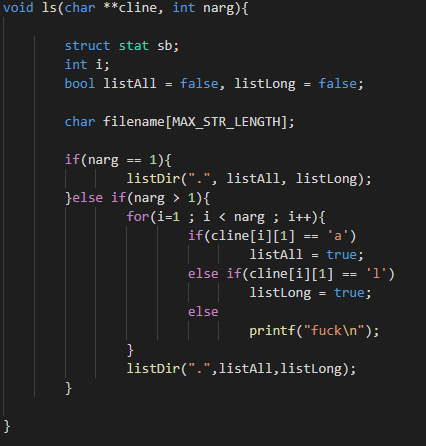 void ls(char **cline, int narg){
struct stat sb;
int i;
bool listAll = false, listLong = false;
char filename[MAX_STR_LENGTH];
if(narg == 1){
listDir(".", listAll, listLong);
}else if(narg > 1){
for(i=1 ; i < narg ; i++){
if(cline[i][1] == 'a')
listAll = true;
else if(cline[i][1] == 'l')
listLong = true;
else
printf("fuck\n");
}
listDir(".",listAll,listLong);
}
}